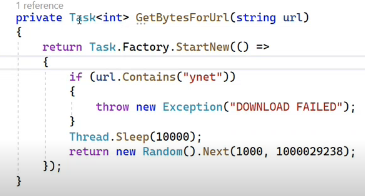 1 reference
private Task<int> GetBytesForUrl(string url)
{
return Task.Factory.StartNew(() =>
{
if (url.Contains("ynet"))
{
throw new Exception("DOWNLOAD FAILED");
}
Thread.Sleep(10000);
return new Random().Next(1000, 1000029238);
});
}